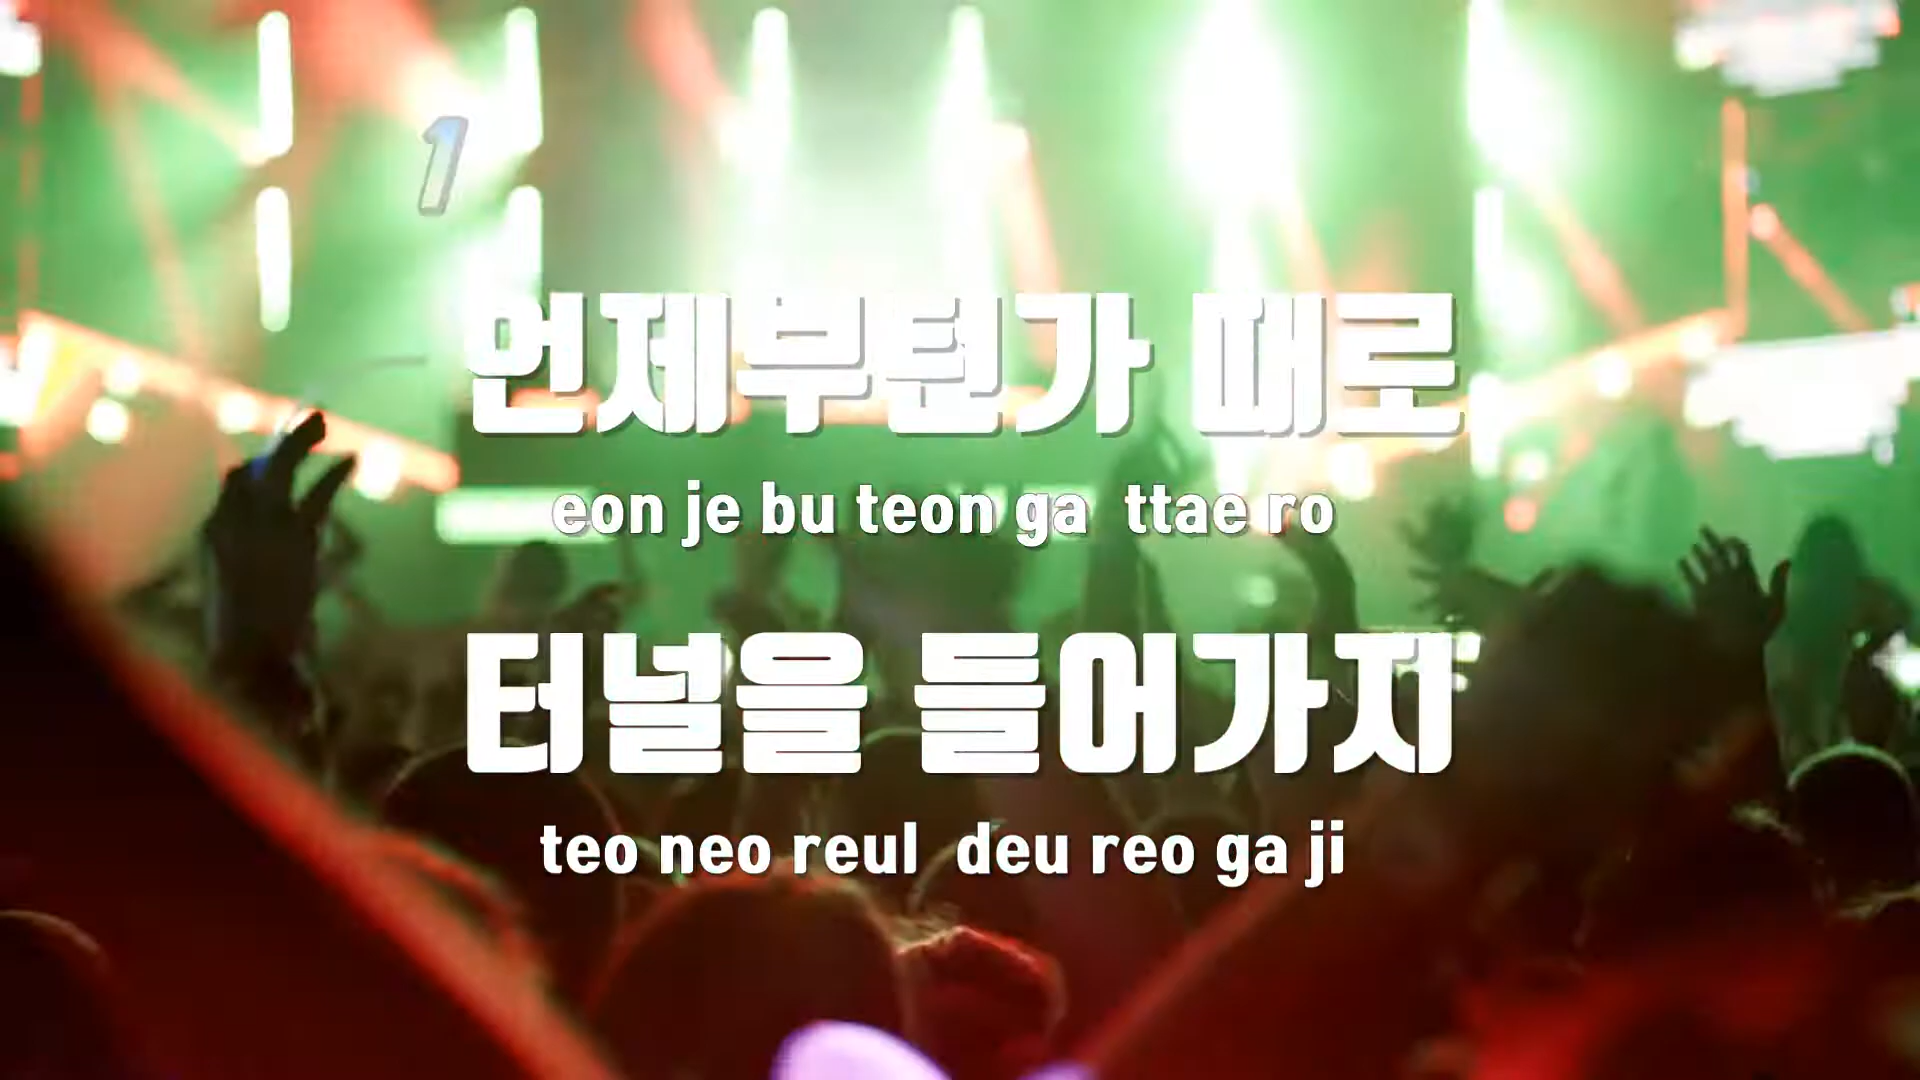 1
언제부턴가 때로
eon je bu teon ga ttae ro
터널을 들어가지
teo neo reul deu reo ga ji